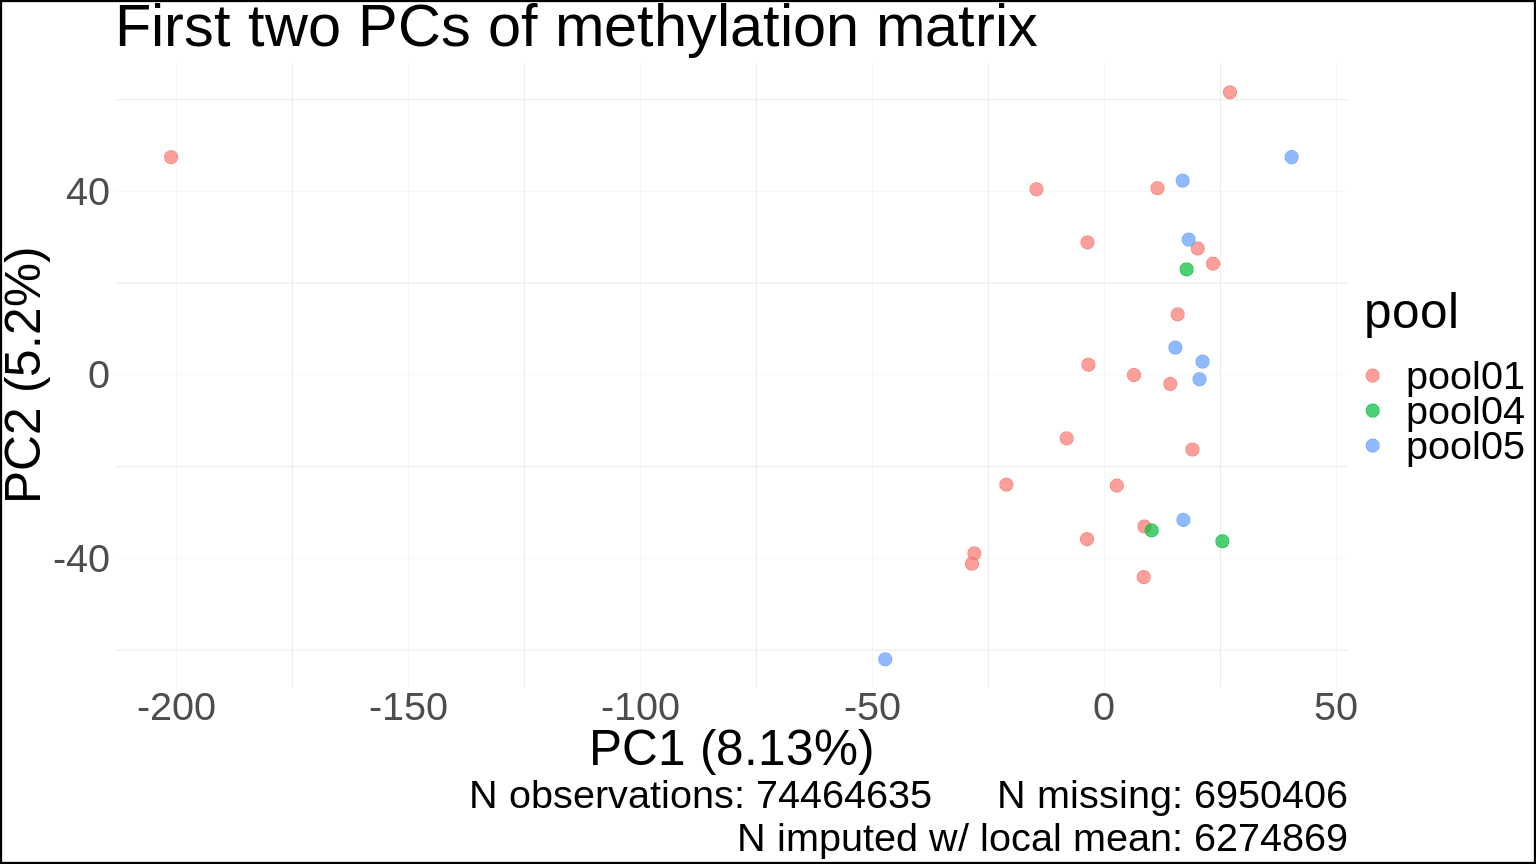 First two PCs of methylation matrix
PC2 (5.2%)
40
0
-40
-200 -150 -100 -50 0 50
PC1 (8.13%)
pool
pool01
pool04
pool05
N observations: 74464635 N missing: 6950406
N imputed w/ local mean: 6274869